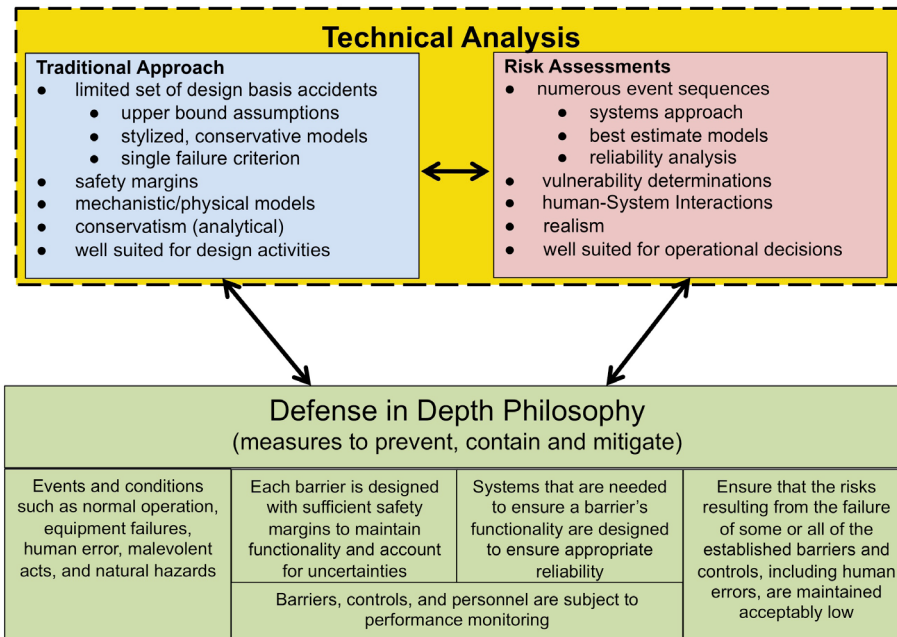 Technical Analysis
Traditional Approach
● limited set of design basis accidents
● upper bound assumptions
● stylized, conservative models
● single failure criterion
● safety margins
● mechanistic/physical models
● conservatism (analytical)
● well suited for design activities
Risk Assessments
● numerous event sequences
● systems approach
● best estimate models
● reliability analysis
● vulnerability determinations
● human-System Interactions
● realism
● well suited for operational decisions
Defense in Depth Philosophy
(measures to prevent, contain and mitigate)
Events and conditions
such as normal operation,
equipment failures,
human error, malevolent
acts, and natural hazards
Each barrier is designed
with sufficient safety
margins to maintain
functionality and account
for uncertainties
Systems that are needed
to ensure a barrier's
functionality are designed
to ensure appropriate
reliability
Barriers, controls, and personnel are subject to
performance monitoring
Ensure that the risks
resulting from the failure
of some or all of the
established barriers and
controls, including human
errors, are maintained
acceptably low